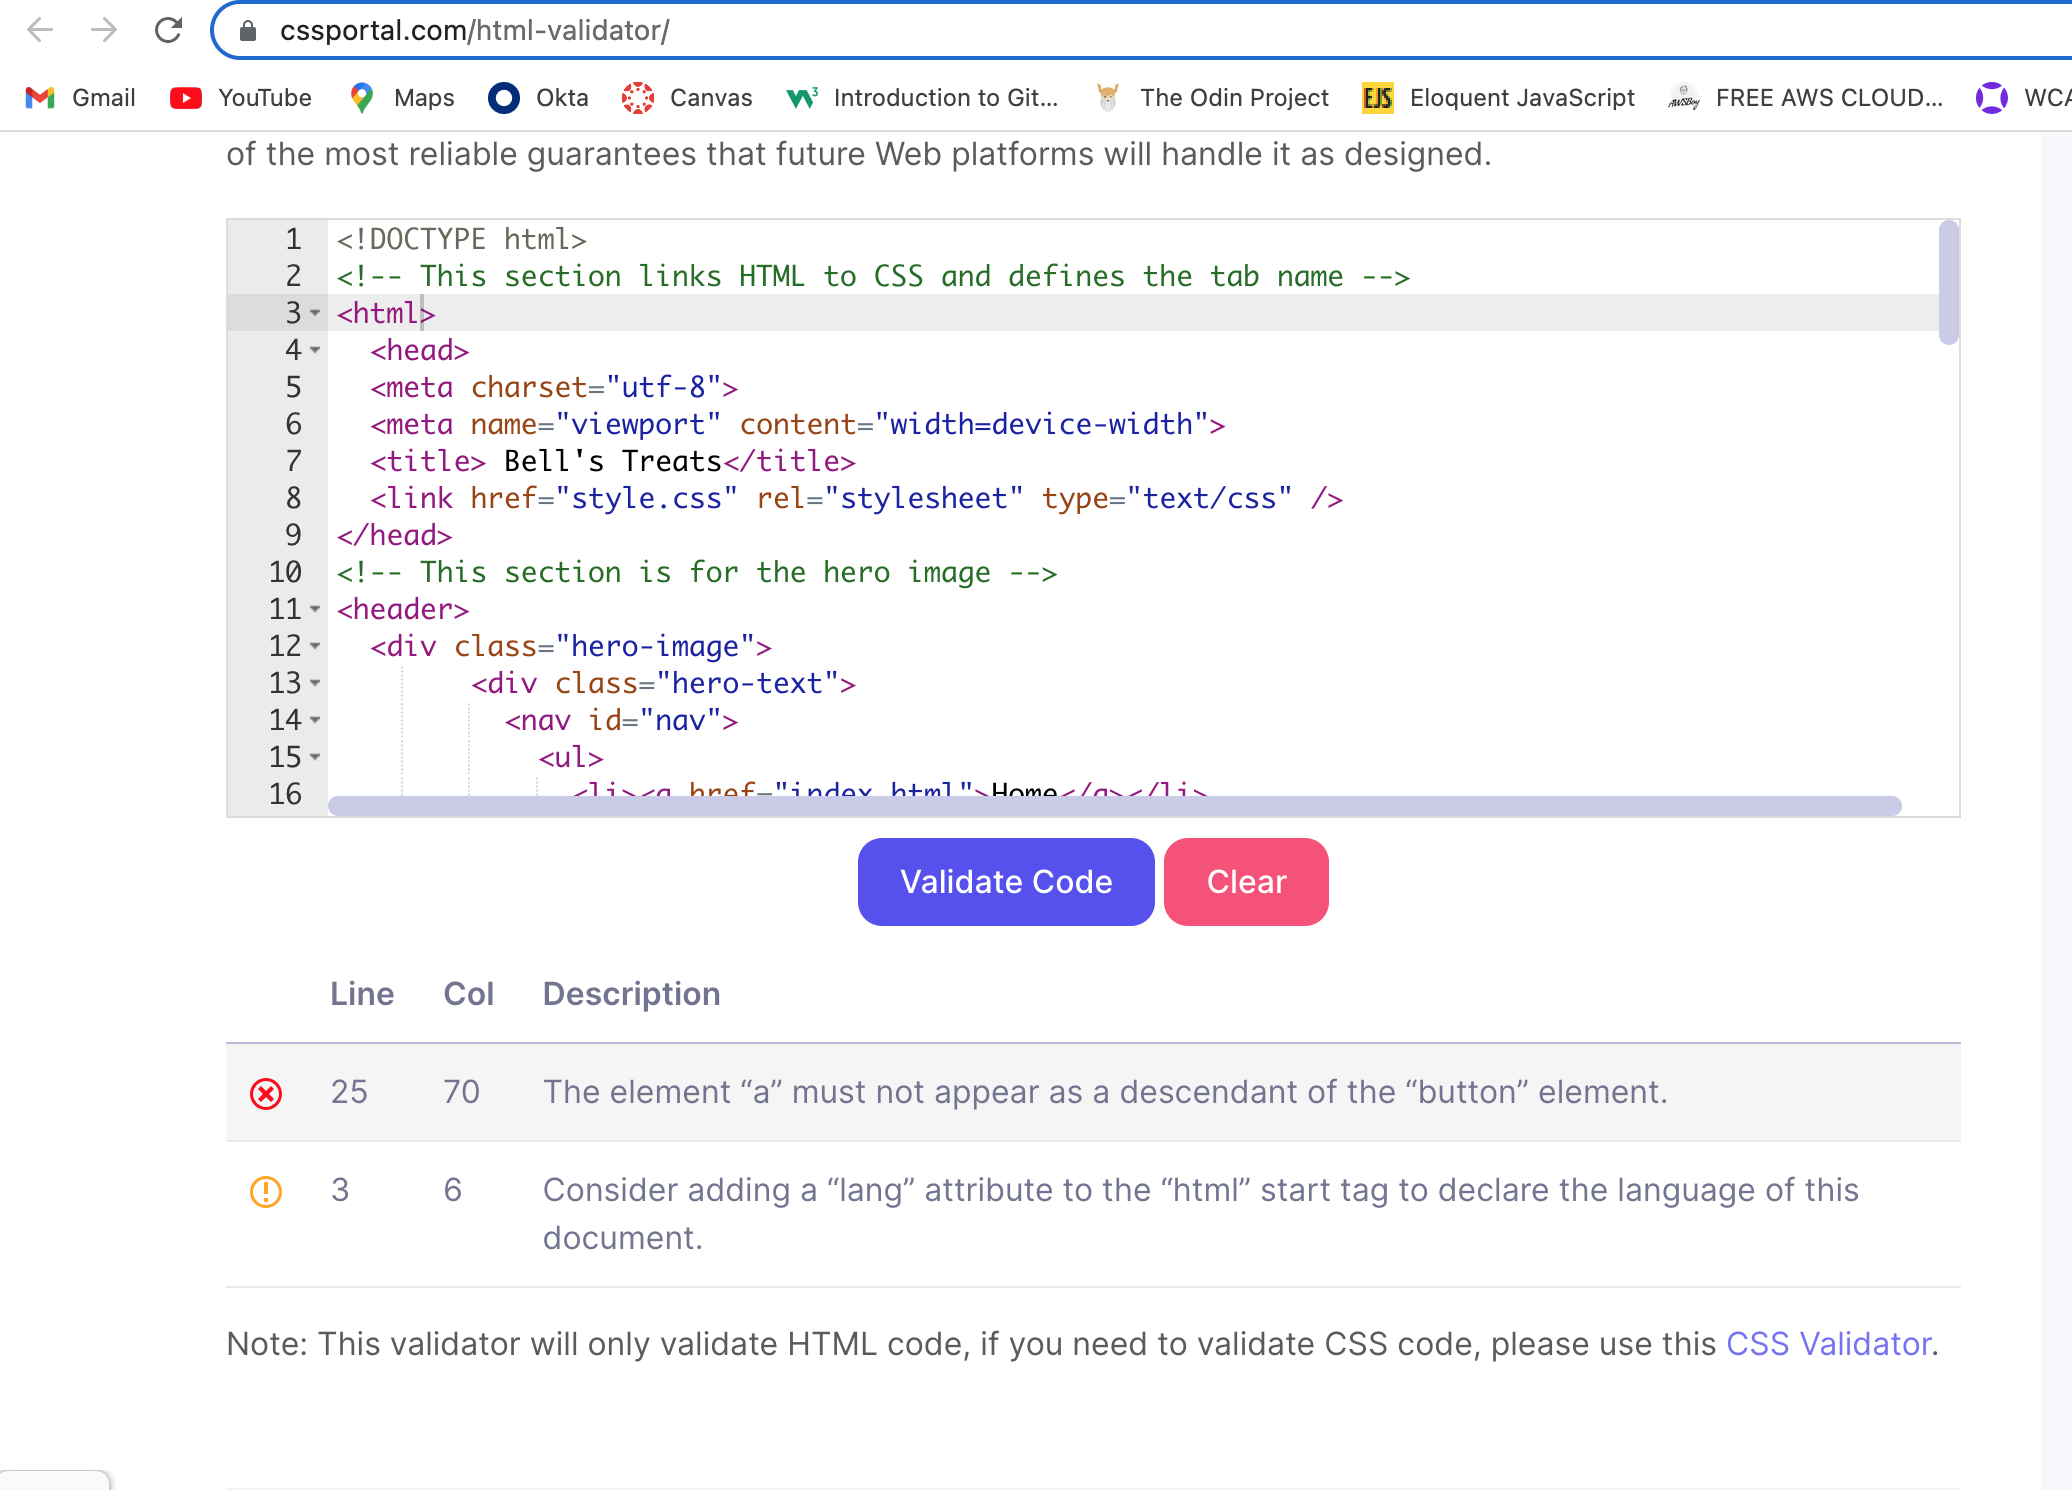 cssportal.com/html-validator/
Gmail YouTube Maps Okta Canvas Introduction to Git... The Odin Project EJS Eloquent JavaScript FREE AWS CLOUD... WCA
of the most reliable guarantees that future Web platforms will handle it as designed.
1 <!DOCTYPE html>
2 <!-- This section links HTML to CSS and defines the tab name -->
3 <html>
4 <head>
5 <meta charset="utf-8">
6 <meta name="viewport" content="width=device-width">
7 <title> Bell's Treats</title>
8 <link href="style.css" rel="stylesheet" type="text/css" />
9 </head>
10 <!-- This section is for the hero image -->
11 <header>
12 <div class="hero-image">
13 <div class="hero-text">
14 <nav id="nav">
15 <ul>
16 <li><a href="index.html">Home</a></li>
Validate Code Clear
Line Col Description
25 70 The element “a” must not appear as a descendant of the “button” element.
3 6 Consider adding a “lang” attribute to the “html” start tag to declare the language of this
document.
Note: This validator will only validate HTML code, if you need to validate CSS code, please use this CSS Validator.